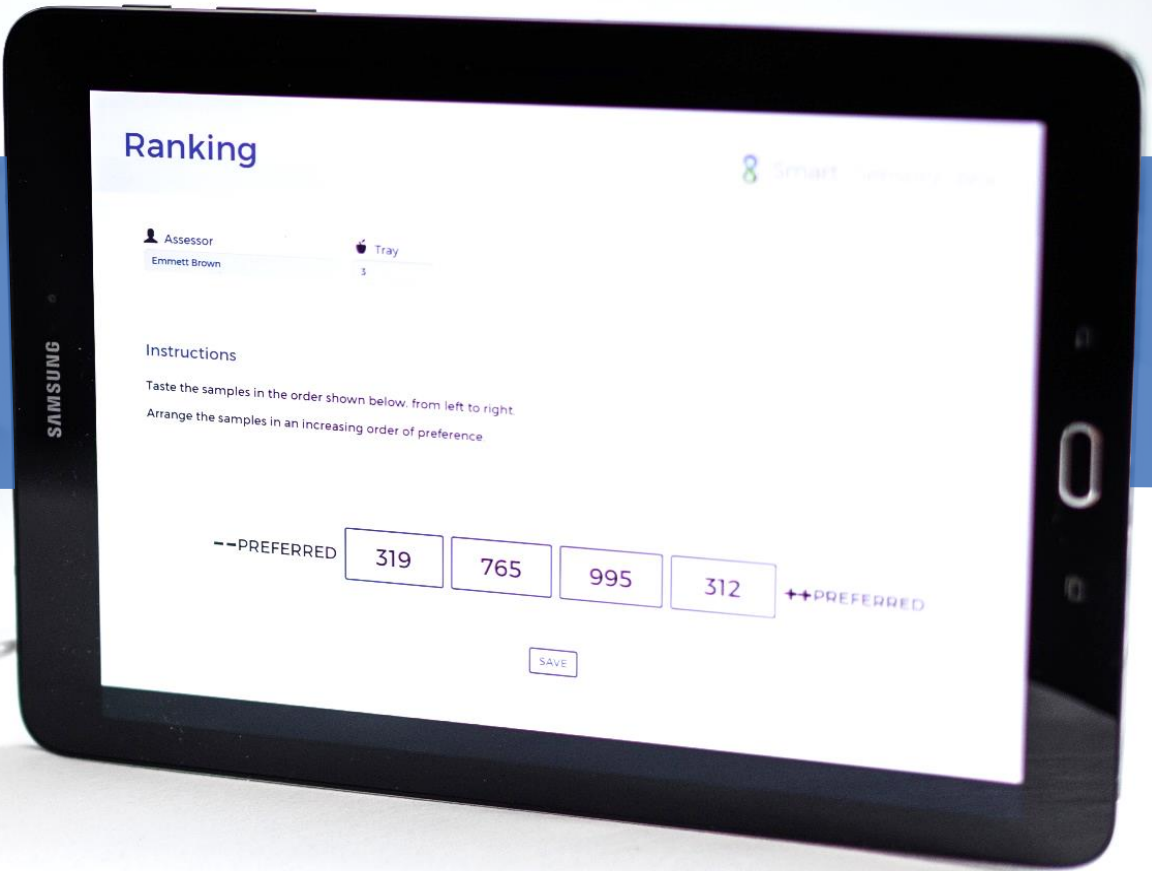 Ranking
Smart
Assessor
Tray
Emmett Brown
3
Instructions
Taste the samples in the order shown below. from left to right.
Arrange the samples in an increasing order of preference
--PREFERRED 319 765 995 312 ++PREFERRED
SAVE
SAMSUNG